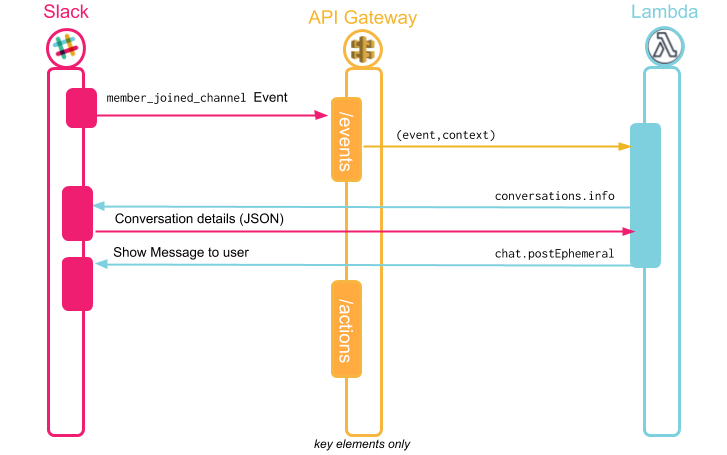 Slack
API Gateway
Lambda
member_joined_channel Event
/events
(event,context)
conversations.info
Conversation details (JSON)
Show Message to user
chat.postEphemeral
/actions
key elements only